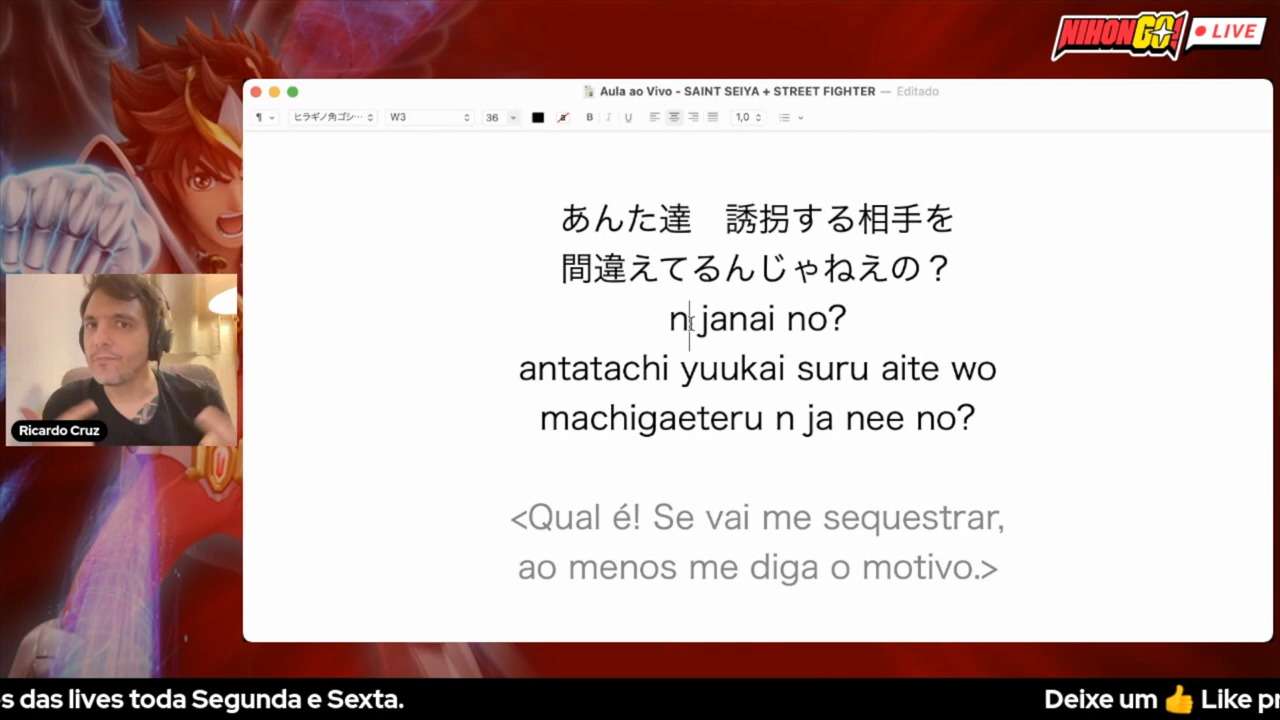 NIHONGO! LIVE
Aula ao Vivo - SAINT SEIYA + STREET FIGHTER — Editado
ヒラギノ角ゴシ… W3 36 a B I U 1,0
あんた達　誘拐する相手を
間違えてるんじゃねえの？
n janai no?
antatachi yuukai suru aite wo
machigaeteru n ja nee no?
<Qual é! Se vai me sequestrar,
ao menos me diga o motivo.>
Ricardo Cruz
s das lives toda Segunda e Sexta. Deixe um 👍 Like pr